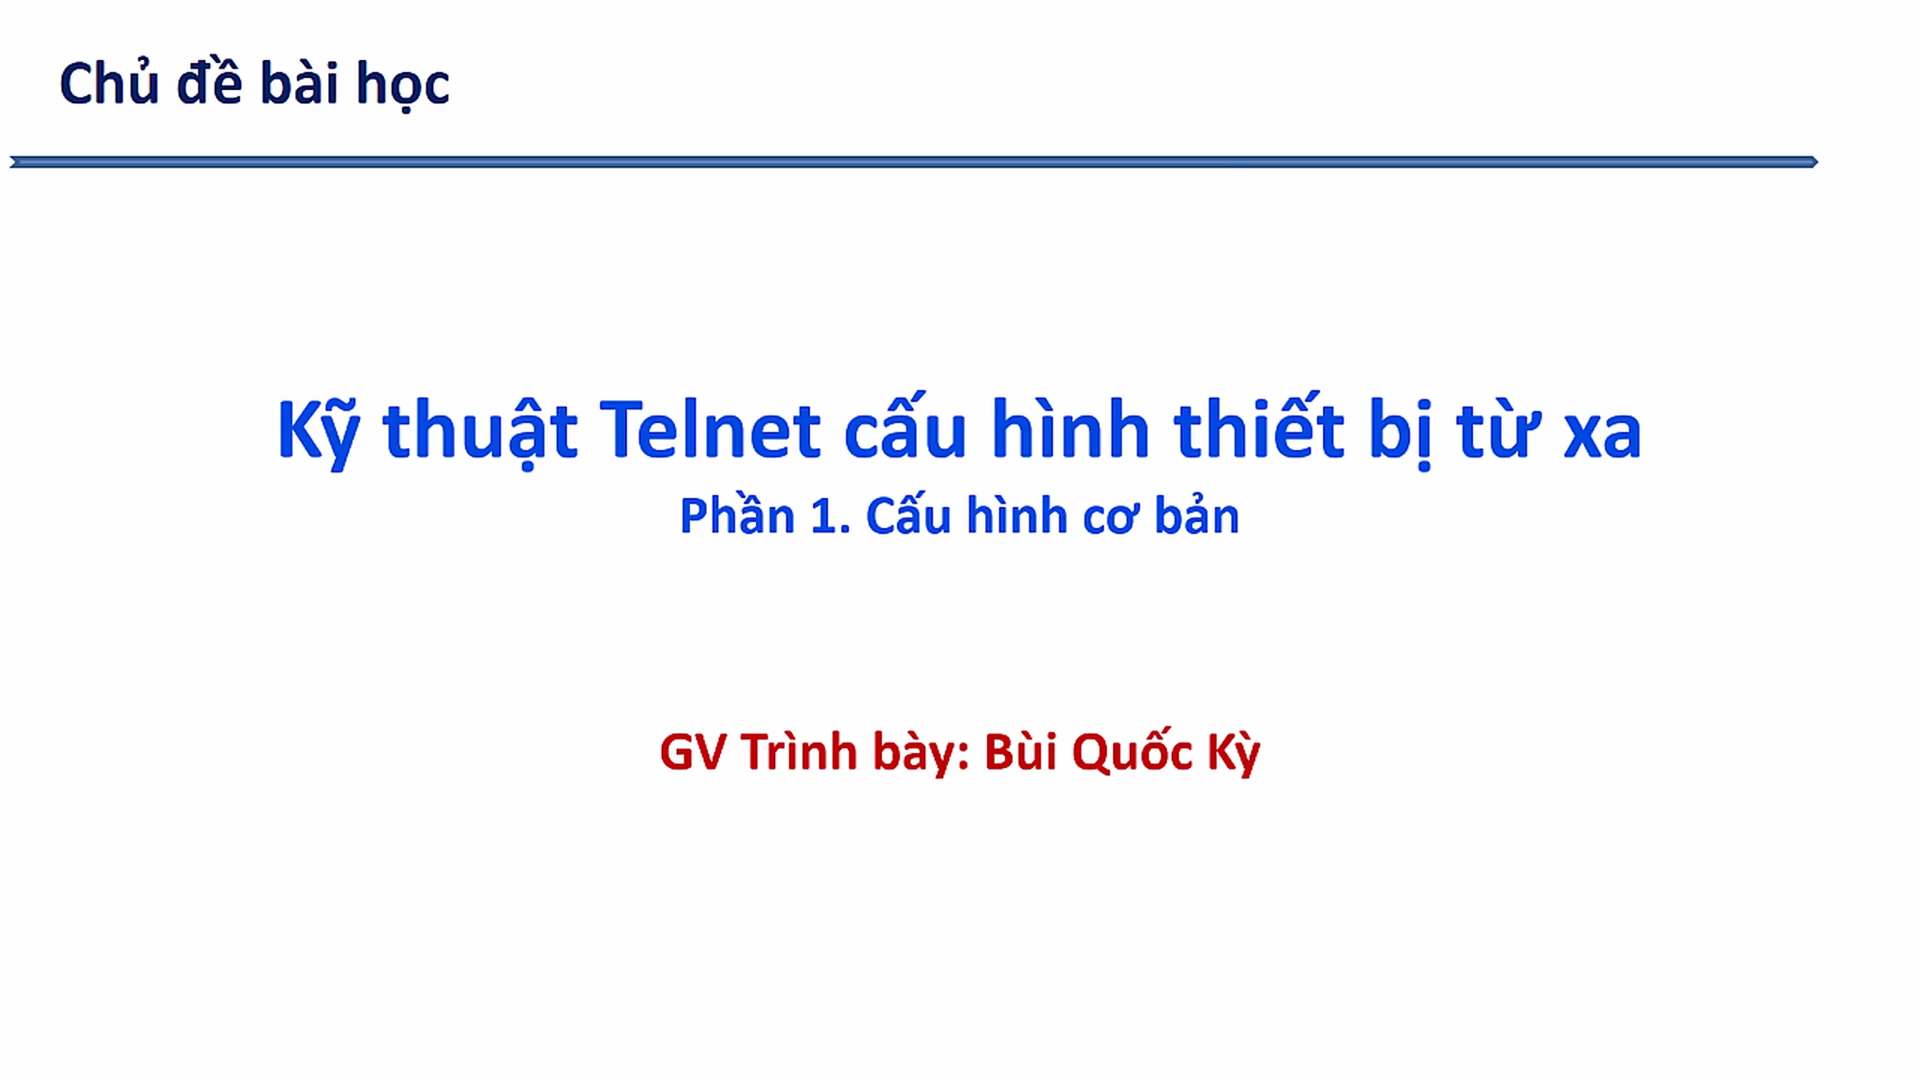 Chủ đề bài học
Kỹ thuật Telnet cấu hình thiết bị từ xa
Phần 1. Cấu hình cơ bản
GV Trình bày: Bùi Quốc Kỳ